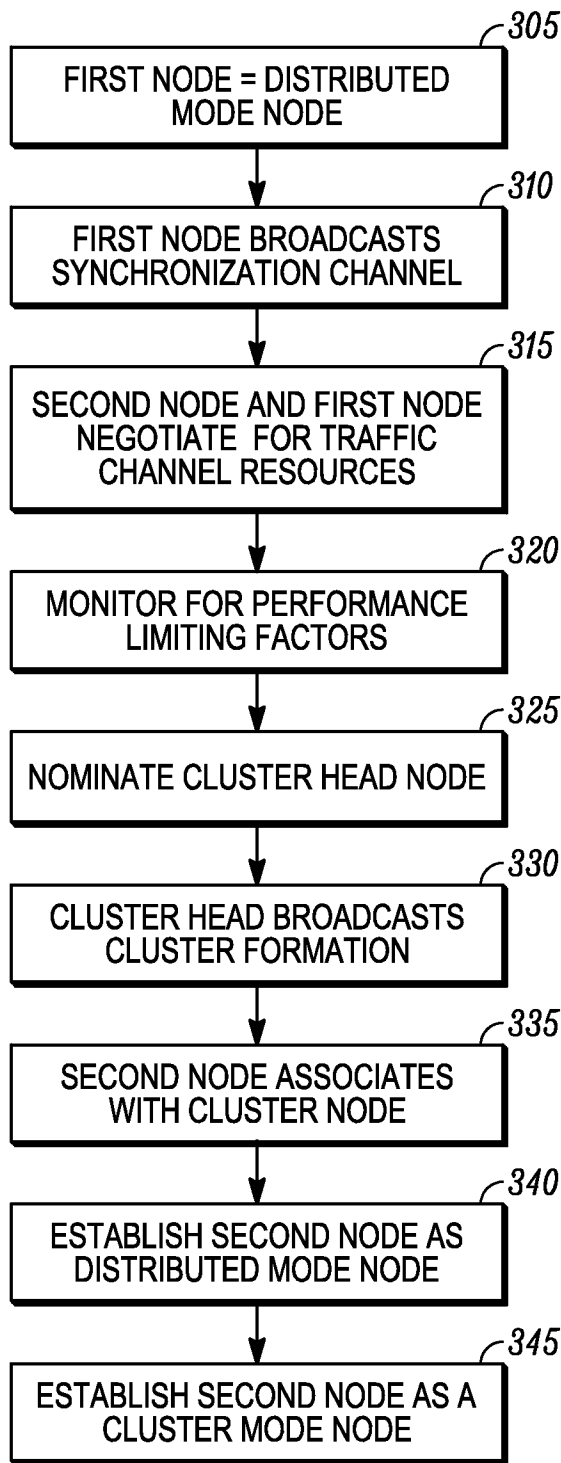 305
FIRST NODE = DISTRIBUTED
MODE NODE
310
FIRST NODE BROADCASTS
SYNCHRONIZATION CHANNEL
315
SECOND NODE AND FIRST NODE
NEGOTIATE FOR TRAFFIC
CHANNEL RESOURCES
320
MONITOR FOR PERFORMANCE
LIMITING FACTORS
325
NOMINATE CLUSTER HEAD NODE
330
CLUSTER HEAD BROADCASTS
CLUSTER FORMATION
335
SECOND NODE ASSOCIATES
WITH CLUSTER NODE
340
ESTABLISH SECOND NODE AS
DISTRIBUTED MODE NODE
345
ESTABLISH SECOND NODE AS A
CLUSTER MODE NODE